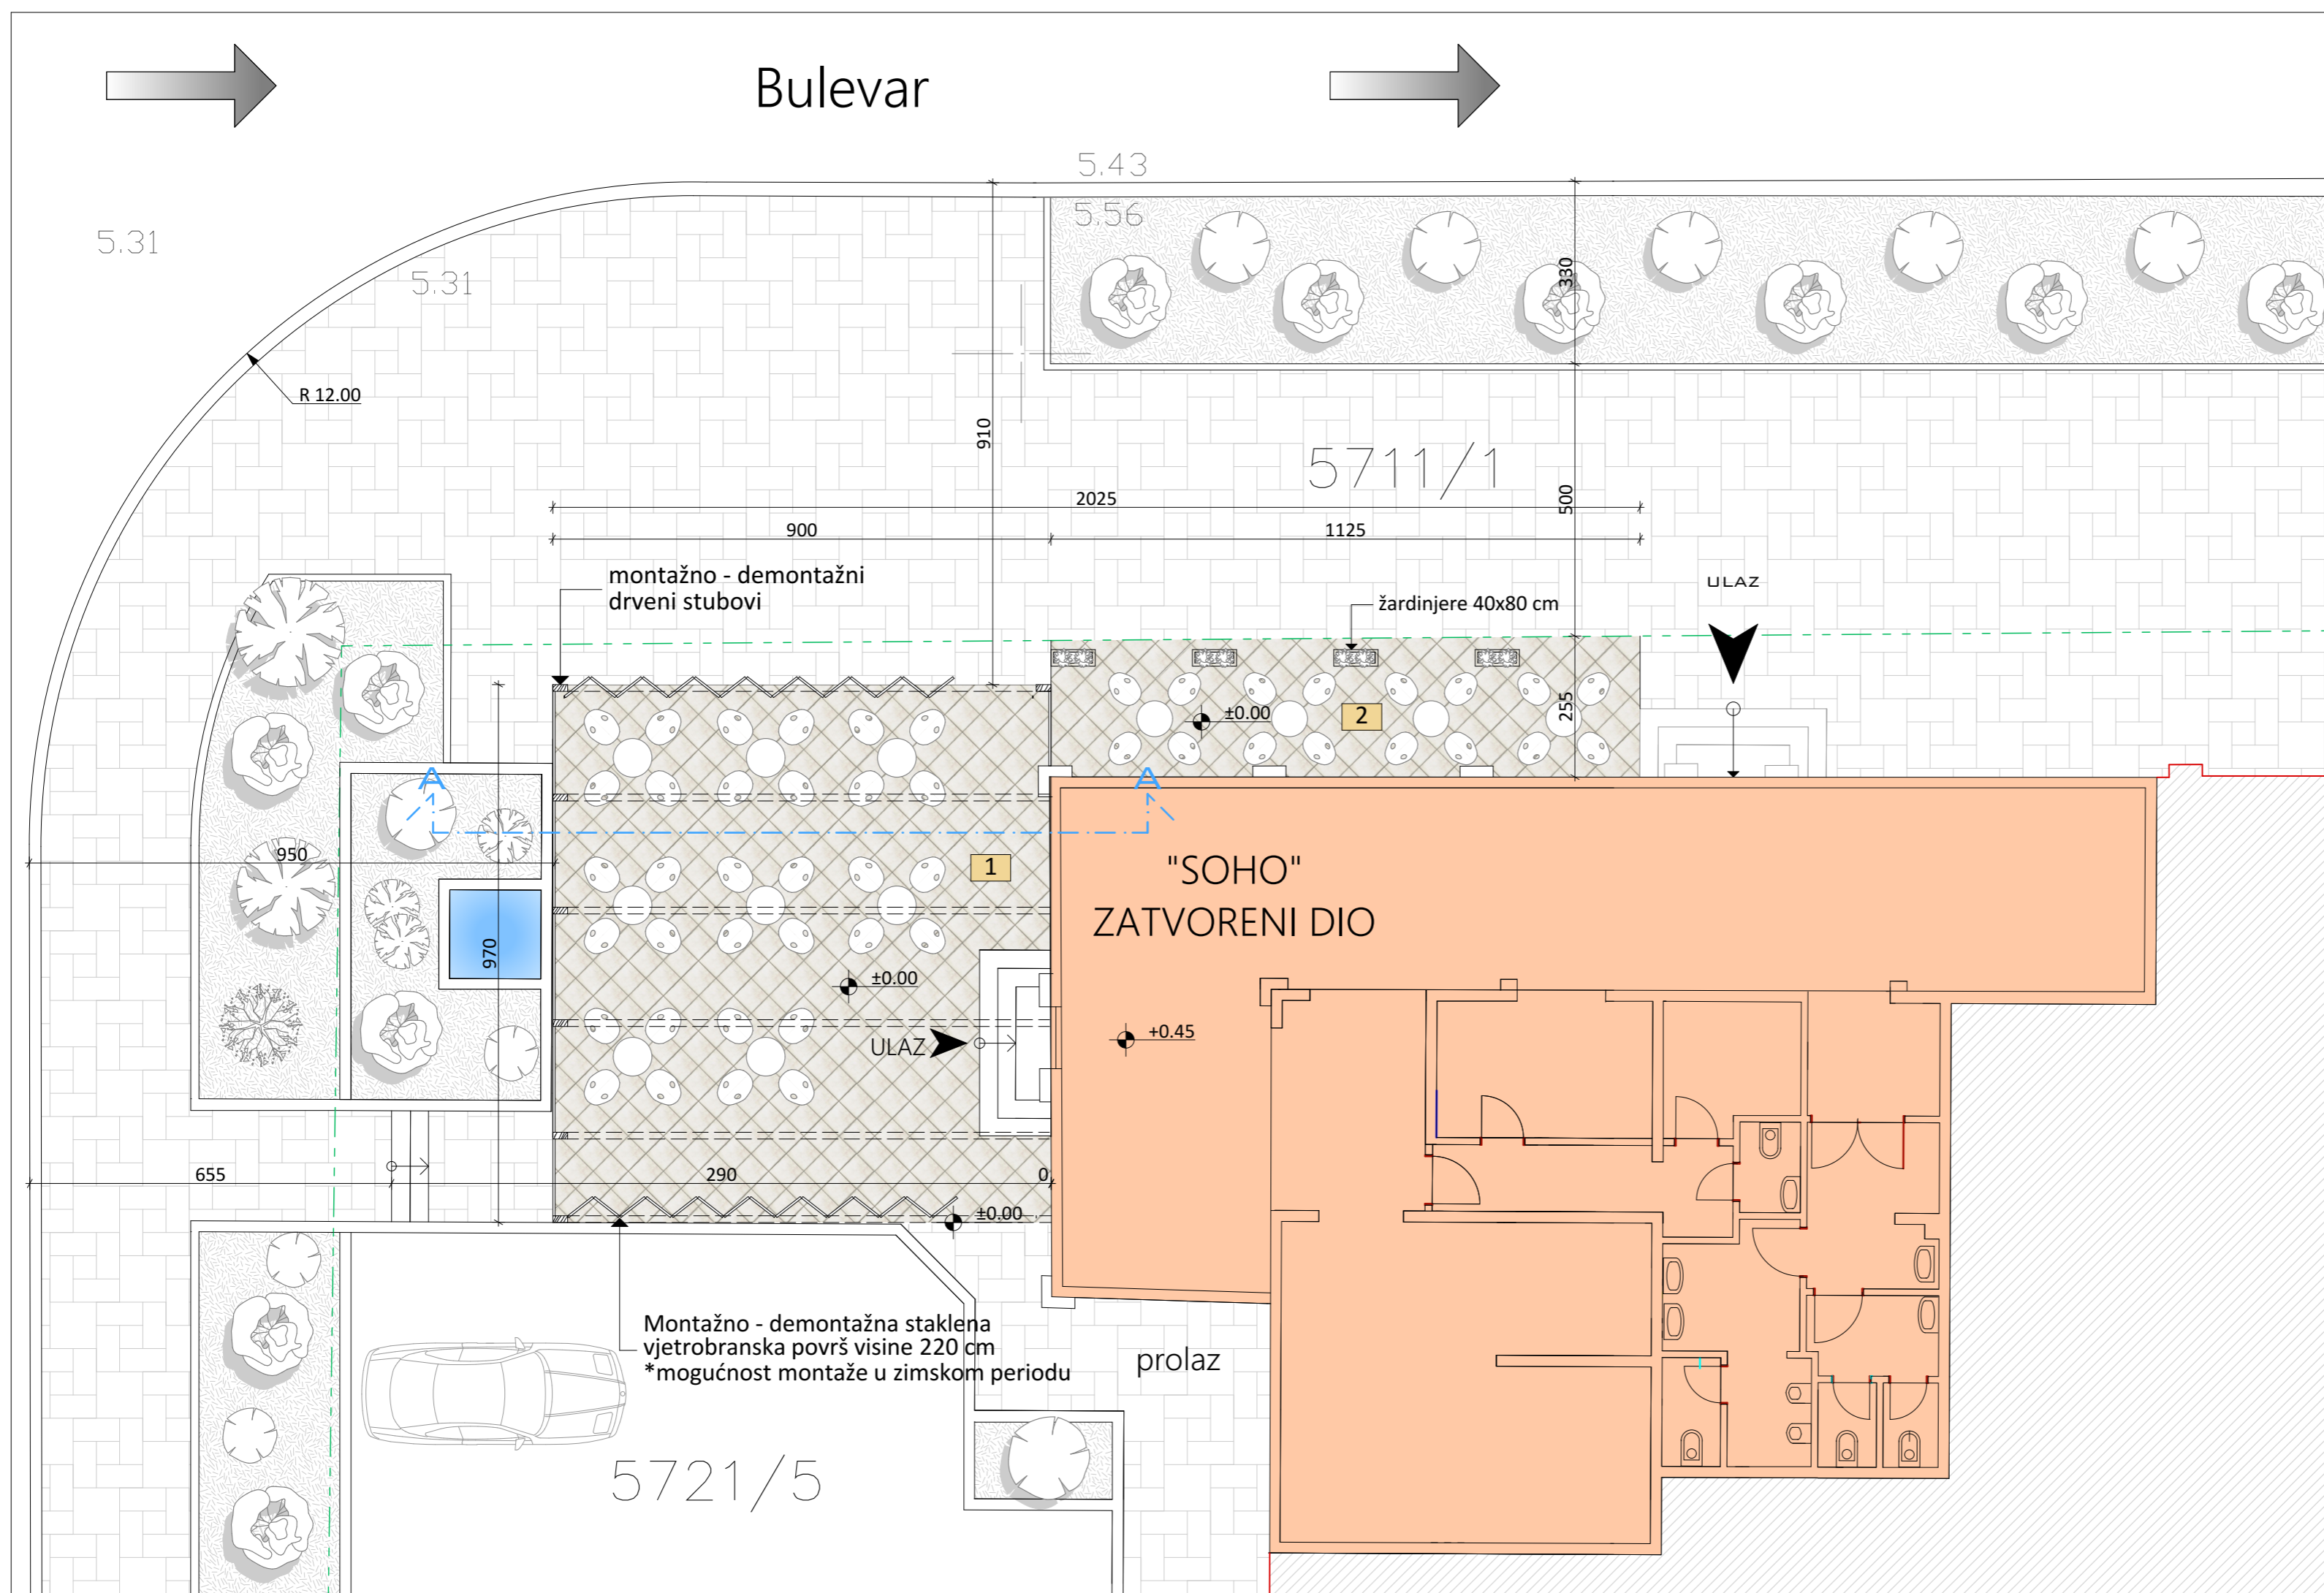 Bulevar
5.43
5.56
5.31
5.31
330
R 12.00
910
5711/1
2025
500
900
1125
montažno - demontažni
drveni stubovi
ULAZ
žardinjere 40x80 cm
±0.00
2
255
A
A
950
1
"SOHO"
ZATVORENI DIO
970
±0.00
ULAZ
+0.45
655
290
0
±0.00
Montažno - demontažna staklena
vjetrobranska površ visine 220 cm
*mogućnost montaže u zimskom periodu
prolaz
5721/5